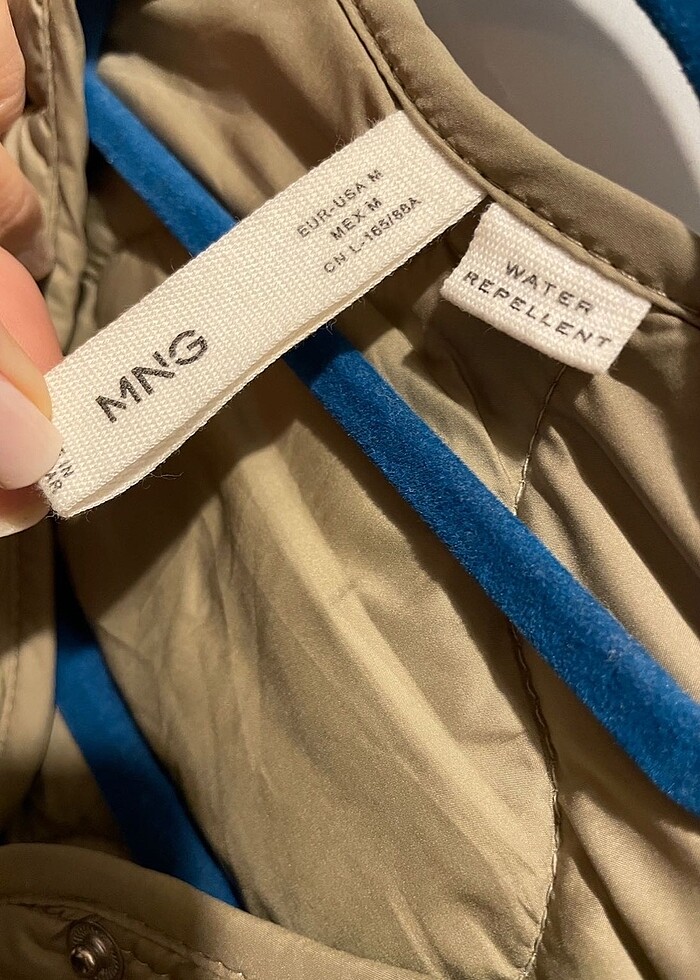 EUR-USA M
MEX M
CN L-165/88A
MNG
WATER
REPELLENT